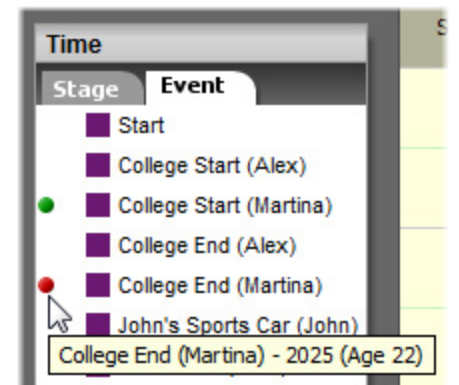 Time
Stage Event
Start
College Start (Alex)
College Start (Martina)
College End (Alex)
College End (Martina)
John's Sports Car (John)
College End (Martina) - 2025 (Age 22)